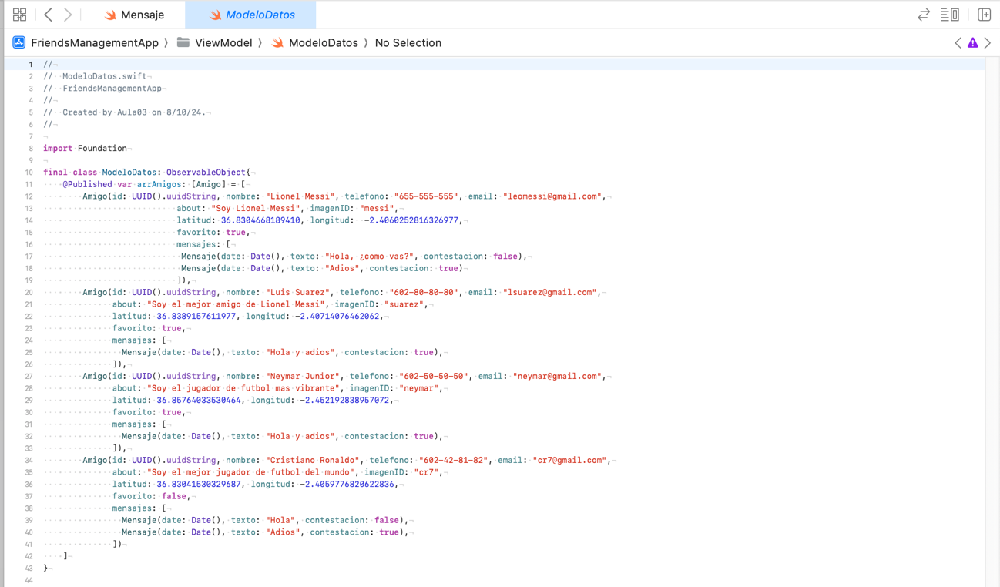 Mensaje ModeloDatos
FriendsManagementApp ⟩ ViewModel ⟩ ModeloDatos ⟩ No Selection
1 //
2 //  ModeloDatos.swift
3 //  FriendsManagementApp
4 //
5 //  Created by Aula03 on 8/10/24.
6 //
7
8 import Foundation
9
10 final class ModeloDatos: ObservableObject{
11     @Published var arrAmigos: [Amigo] = [
12         Amigo(id: UUID().uuidString, nombre: "Lionel Messi", telefono: "655-555-555", email: "leomessi@gmail.com",
13                            about: "Soy Lionel Messi", imagenID: "messi",
14                            latitud: 36.8304668189410, longitud:  -2.4060252816326977,
15                            favorito: true,
16                            mensajes: [
17                             Mensaje(date: Date(), texto: "Hola, ¿como vas?", contestacion: false),
18                             Mensaje(date: Date(), texto: "Adios", contestacion: true)
19                            ]),
20         Amigo(id: UUID().uuidString, nombre: "Luis Suarez", telefono: "602-80-80-80", email: "lsuarez@gmail.com",
21               about: "Soy el mejor amigo de Lionel Messi", imagenID: "suarez",
22               latitud: 36.8389157611977, longitud: -2.40714076462062,
23               favorito: true,
24               mensajes: [
25                 Mensaje(date: Date(), texto: "Hola y adios", contestacion: true),
26               ]),
27         Amigo(id: UUID().uuidString, nombre: "Neymar Junior", telefono: "602-50-50-50", email: "neymar@gmail.com",
28               about: "Soy el jugador de futbol mas vibrante", imagenID: "neymar",
29               latitud: 36.85764033530464, longitud: -2.452192838957072,
30               favorito: true,
31               mensajes: [
32                 Mensaje(date: Date(), texto: "Hola y adios", contestacion: true),
33               ]),
34         Amigo(id: UUID().uuidString, nombre: "Cristiano Ronaldo", telefono: "602-42-81-82", email: "cr7@gmail.com",
35               about: "Soy el mejor jugador de futbol del mundo", imagenID: "cr7",
36               latitud: 36.83041530329687, longitud: -2.4059776820622836,
37               favorito: false,
38               mensajes: [
39                 Mensaje(date: Date(), texto: "Hola", contestacion: false),
40                 Mensaje(date: Date(), texto: "Adios", contestacion: true),
41               ])
42     ]
43 }
44